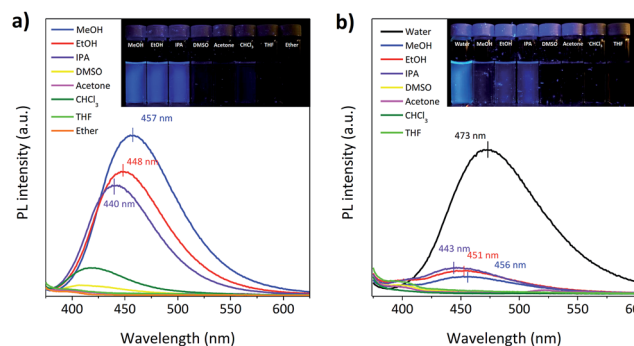 a)
MeOH
EtOH
IPA
DMSO
Acetone
CHCl3
THF
Ether
MeOH EtOH IPA DMSO Acetone CHCl3 THF Ether
457 nm
448 nm
440 nm
PL intensity (a.u.)
400 450 500 550 600
Wavelength (nm)
b)
Water
MeOH
EtOH
IPA
DMSO
Acetone
CHCl3
THF
Water MeOH EtOH IPA DMSO Acetone CHCl3 THF
473 nm
443 nm
451 nm
456 nm
PL intensity (a.u.)
400 450 500 550 600
Wavelength (nm)